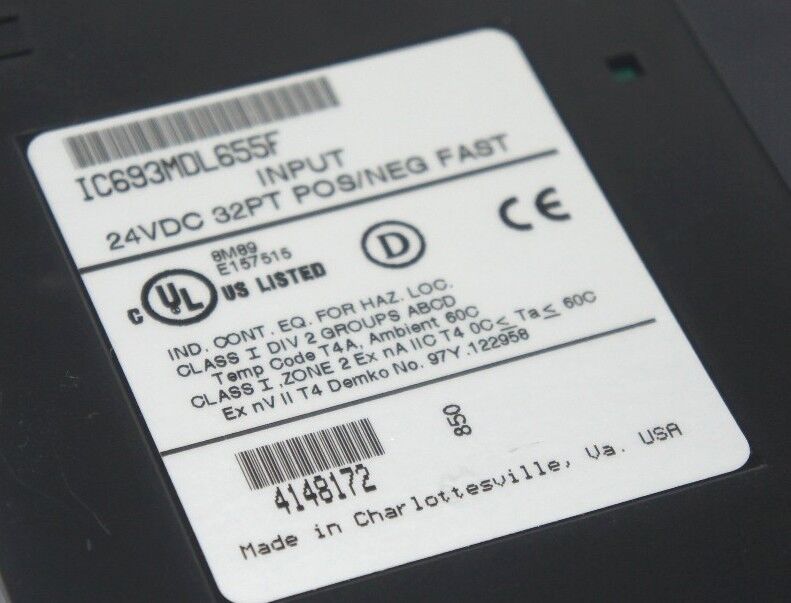 IC693MDL655F
INPUT
24VDC 32PT POS/NEG FAST
8M89
E157515
C UL US LISTED
D
CE
IND. CONT. EQ. FOR HAZ. LOC.
CLASS I DIV 2 GROUPS ABCD
Temp Code T4A, Ambient 60C
CLASS I, ZONE 2 Ex nA IIC T4 0C ≤ Ta ≤ 60C
Ex nV II T4 Demko No. 97Y.122958
850
4148172
Made in Charlottesville, Va. USA